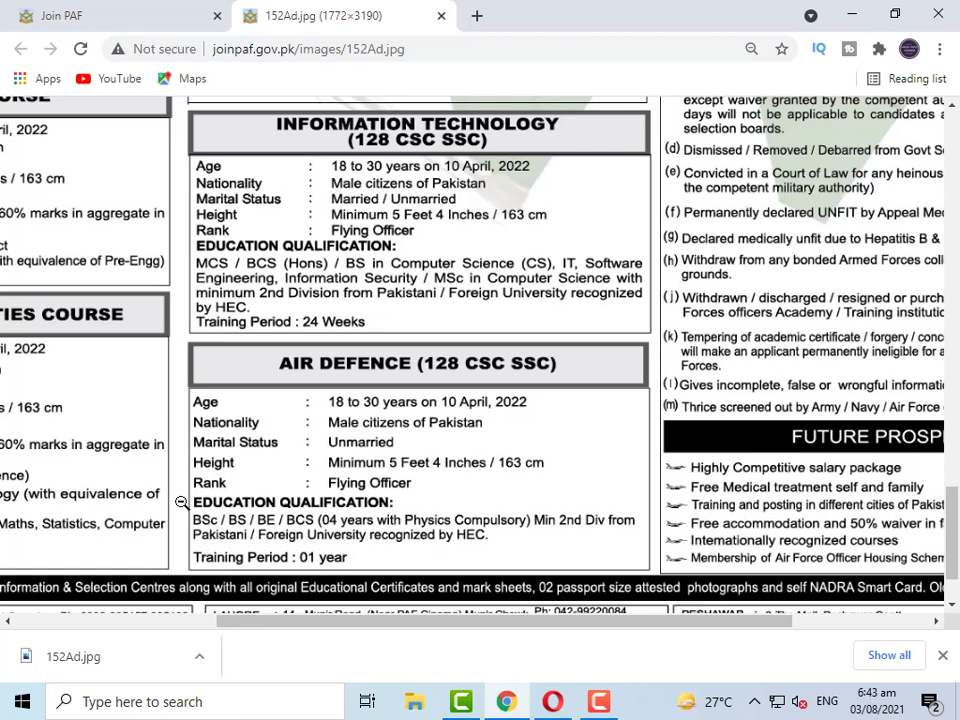 Join PAF
152Ad.jpg (1772×3190)
Not secure
joinpaf.gov.pk/images/152Ad.jpg
IQ
Apps
YouTube
Maps
Reading list
ril, 2022
s / 163 cm
60% marks in aggregate in
ct
with equivalence of Pre-Engg)
TIES COURSE
ril, 2022
s / 163 cm
60% marks in aggregate in
ence)
ogy (with equivalence of
Maths, Statistics, Computer
INFORMATION TECHNOLOGY
(128 CSC SSC)
Age : 18 to 30 years on 10 April, 2022
Nationality : Male citizens of Pakistan
Marital Status : Married / Unmarried
Height : Minimum 5 Feet 4 Inches / 163 cm
Rank : Flying Officer
EDUCATION QUALIFICATION:
MCS / BCS (Hons) / BS in Computer Science (CS), IT, Software
Engineering, Information Security / MSc in Computer Science with
minimum 2nd Division from Pakistani / Foreign University recognized
by HEC.
Training Period : 24 Weeks
AIR DEFENCE (128 CSC SSC)
Age : 18 to 30 years on 10 April, 2022
Nationality : Male citizens of Pakistan
Marital Status : Unmarried
Height : Minimum 5 Feet 4 Inches / 163 cm
Rank : Flying Officer
EDUCATION QUALIFICATION:
BSc / BS / BE / BCS (04 years with Physics Compulsory) Min 2nd Div from
Pakistani / Foreign University recognized by HEC.
Training Period : 01 year
except waiver granted by the competent au
days will not be applicable to candidates a
selection boards.
(d) Dismissed / Removed / Debarred from Govt S
(e) Convicted in a Court of Law for any heinous
the competent military authority)
(f) Permanently declared UNFIT by Appeal Me
(g) Declared medically unfit due to Hepatitis B &
(h) Withdraw from any bonded Armed Forces coll
grounds.
(j) Withdrawn / discharged / resigned or purch
Forces officers Academy / Training institutio
(k) Tempering of academic certificate / forgery / conc
will make an applicant permanently ineligible for a
Forces.
(l) Gives incomplete, false or wrongful informati
(m) Thrice screened out by Army / Navy / Air Force
FUTURE PROSP
Highly Competitive salary package
Free Medical treatment self and family
Training and posting in different cities of Pakist
Free accommodation and 50% waiver in f
Internationally recognized courses
Membership of Air Force Officer Housing Schem
nformation & Selection Centres along with all original Educational Certificates and mark sheets, 02 passport size attested photographs and self NADRA Smart Card. Ol
Ph: 042-99220084
152Ad.jpg
Show all
Type here to search
27°C
ENG
6:43 am
03/08/2021
2